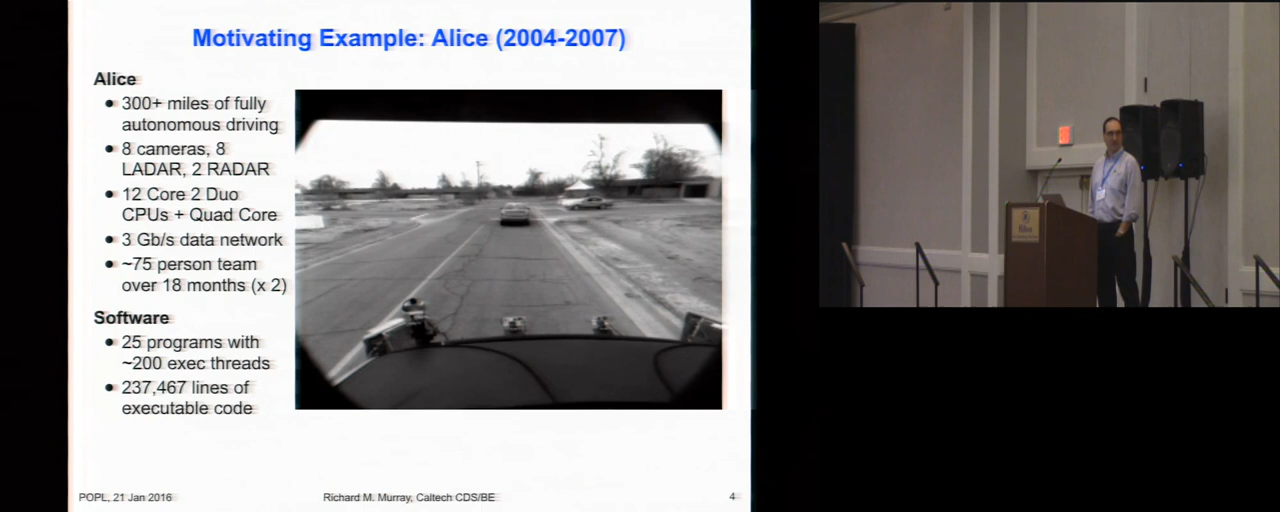 Motivating Example: Alice (2004-2007)
Alice
• 300+ miles of fully
autonomous driving
• 8 cameras, 8
LADAR, 2 RADAR
• 12 Core 2 Duo
CPUs + Quad Core
• 3 Gb/s data network
• ~75 person team
over 18 months (x 2)
Software
• 25 programs with
~200 exec threads
• 237,467 lines of
executable code
POPL, 21 Jan 2016
Richard M. Murray, Caltech CDS/BE
4
Hilton